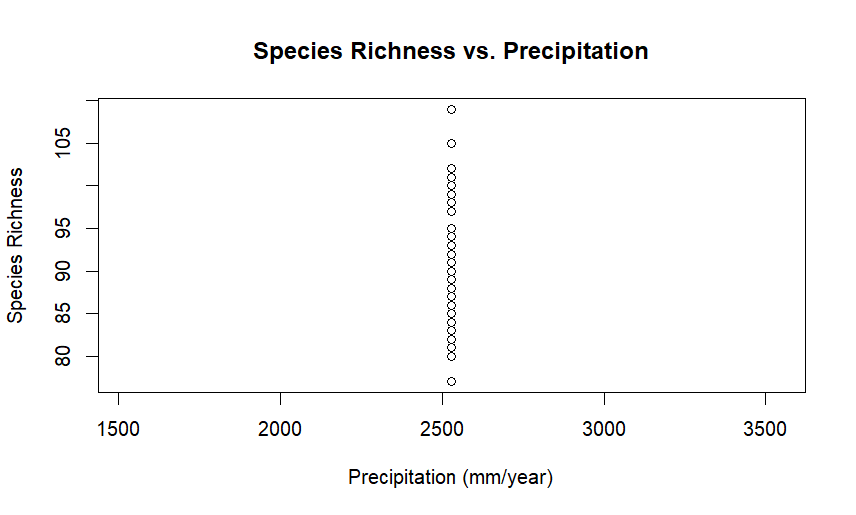 Species Richness vs. Precipitation
Species Richness
105
95
90
85
80
1500 2000 2500 3000 3500
Precipitation (mm/year)